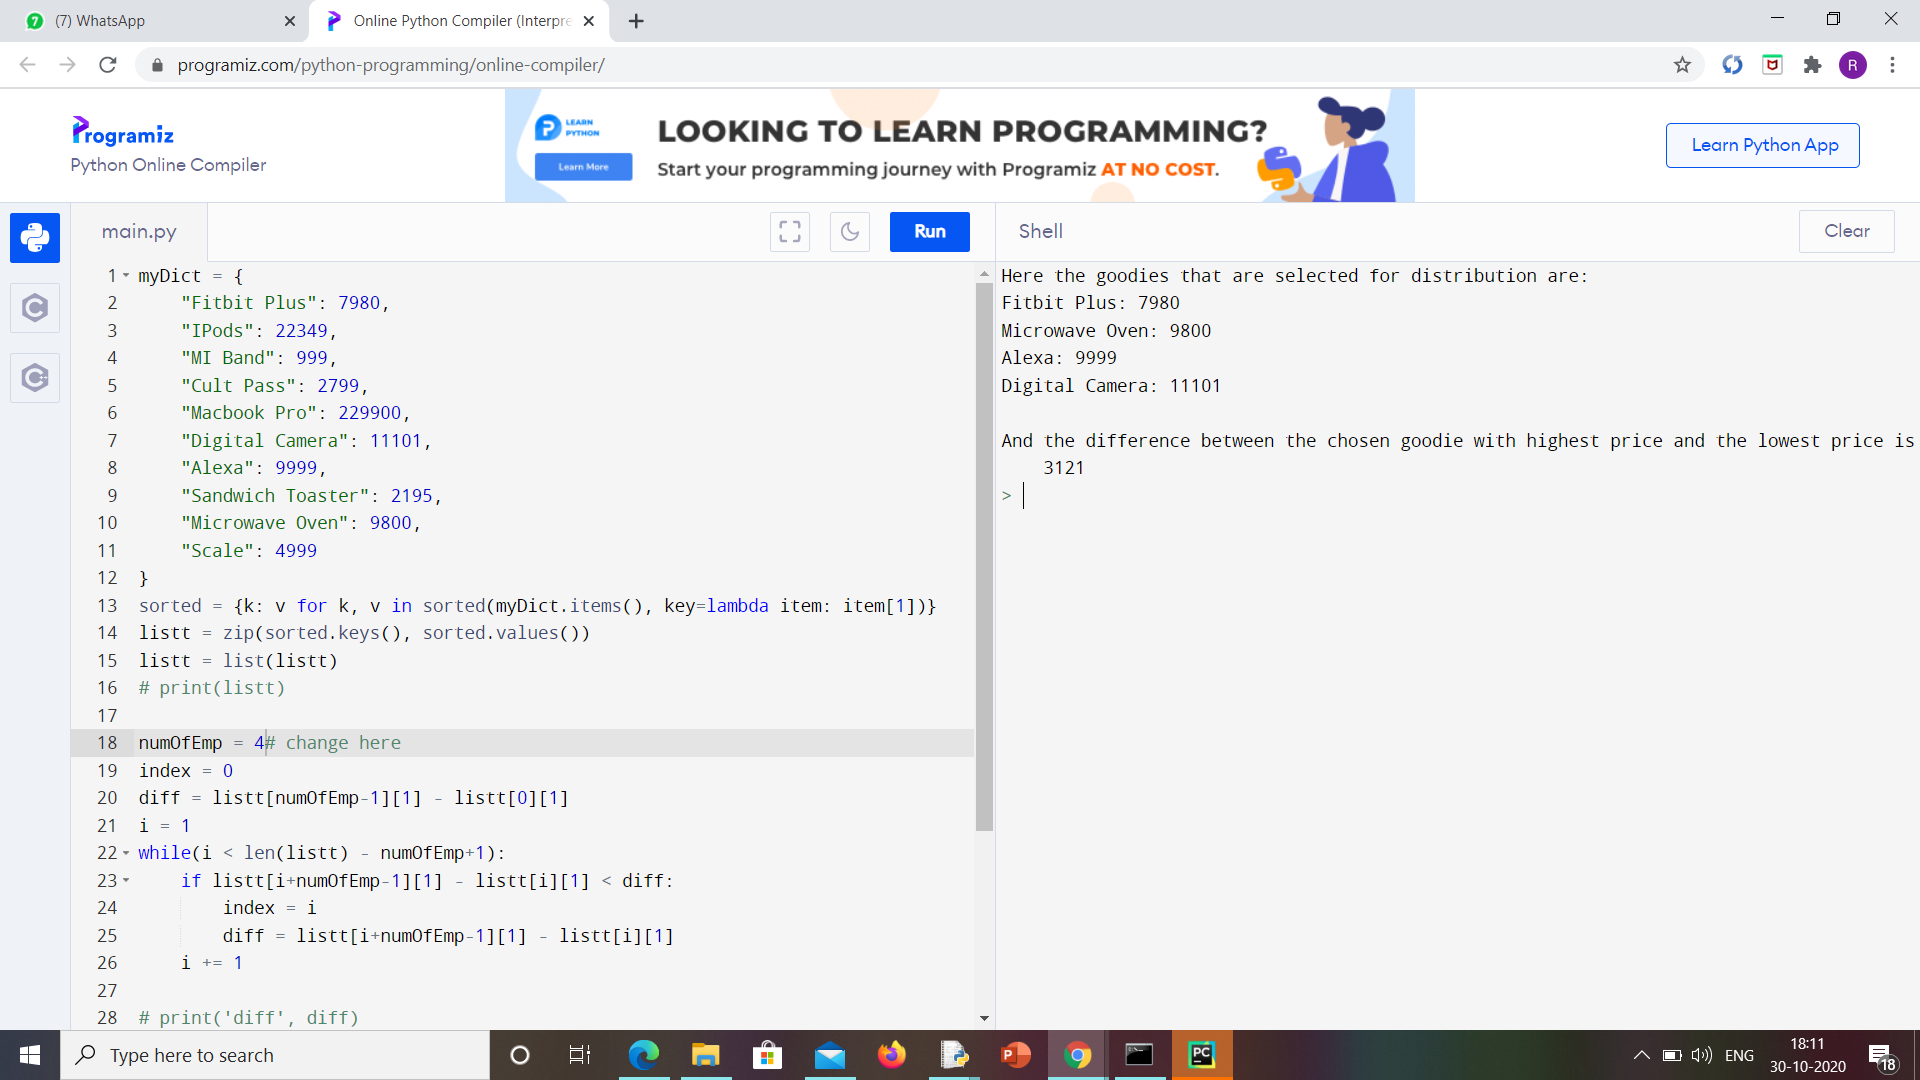 (7) WhatsApp
Online Python Compiler (Interpre
programiz.com/python-programming/online-compiler/
R
Programiz
Python Online Compiler
LEARN PYTHON
Learn More
LOOKING TO LEARN PROGRAMMING?
Start your programming journey with Programiz AT NO COST.
Learn Python App
main.py
Run
Shell
Clear
1 myDict = {
2     "Fitbit Plus": 7980,
3     "IPods": 22349,
4     "MI Band": 999,
5     "Cult Pass": 2799,
6     "Macbook Pro": 229900,
7     "Digital Camera": 11101,
8     "Alexa": 9999,
9     "Sandwich Toaster": 2195,
10     "Microwave Oven": 9800,
11     "Scale": 4999
12 }
13 sorted = {k: v for k, v in sorted(myDict.items(), key=lambda item: item[1])}
14 listt = zip(sorted.keys(), sorted.values())
15 listt = list(listt)
16 # print(listt)
17
18 numOfEmp = 4# change here
19 index = 0
20 diff = listt[numOfEmp-1][1] - listt[0][1]
21 i = 1
22 while(i < len(listt) - numOfEmp+1):
23     if listt[i+numOfEmp-1][1] - listt[i][1] < diff:
24         index = i
25         diff = listt[i+numOfEmp-1][1] - listt[i][1]
26     i += 1
27
28 # print('diff', diff)
Here the goodies that are selected for distribution are:
Fitbit Plus: 7980
Microwave Oven: 9800
Alexa: 9999
Digital Camera: 11101
And the difference between the chosen goodie with highest price and the lowest price is
3121
>
Type here to search
ENG
18:11
30-10-2020
18